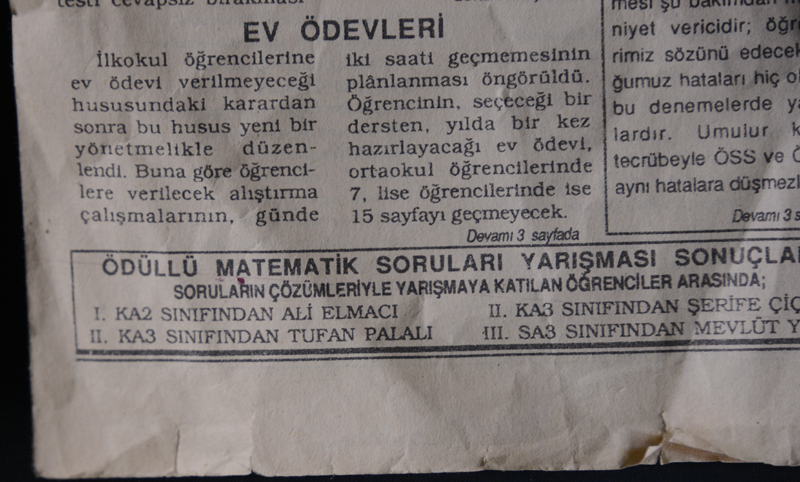 EV ÖDEVLERİ
İlkokul öğrencilerine
ev ödevi verilmeyeceği
hususundaki karardan
sonra bu husus yeni bir
yönetmelikle düzen-
lendi. Buna göre öğrenci-
lere verilecek alıştırma
çalışmalarının, günde
iki saati geçmemesinin
plânlanması öngörüldü.
Öğrencinin, seçeceği bir
dersten, yılda bir kez
hazırlayacağı ev ödevi,
ortaokul öğrencilerinde
7, lise öğrencilerinde ise
15 sayfayı geçmeyecek.
Devamı 3 sayfada
niyet vericidir;
rimiz sözünü
ğumuz hataları hiç
bu denemelerde
lardır. Umulur
tecrübeyle ÖSS ve
aynı hatalara
Devamı 3
ÖDÜLLÜ MATEMATİK SORULARI YARIŞMASI
SORULARIN ÇÖZÜMLERİYLE YARIŞMAYA KATILAN ÖĞRENCİLER ARASINDA;
I. KA2 SINIFINDAN ALİ ELMACI
II. KA3 SINIFINDAN TUFAN PALALI
II. KA3 SINIFINDAN ŞERİFE
III. SA3 SINIFINDAN MEVLÜT